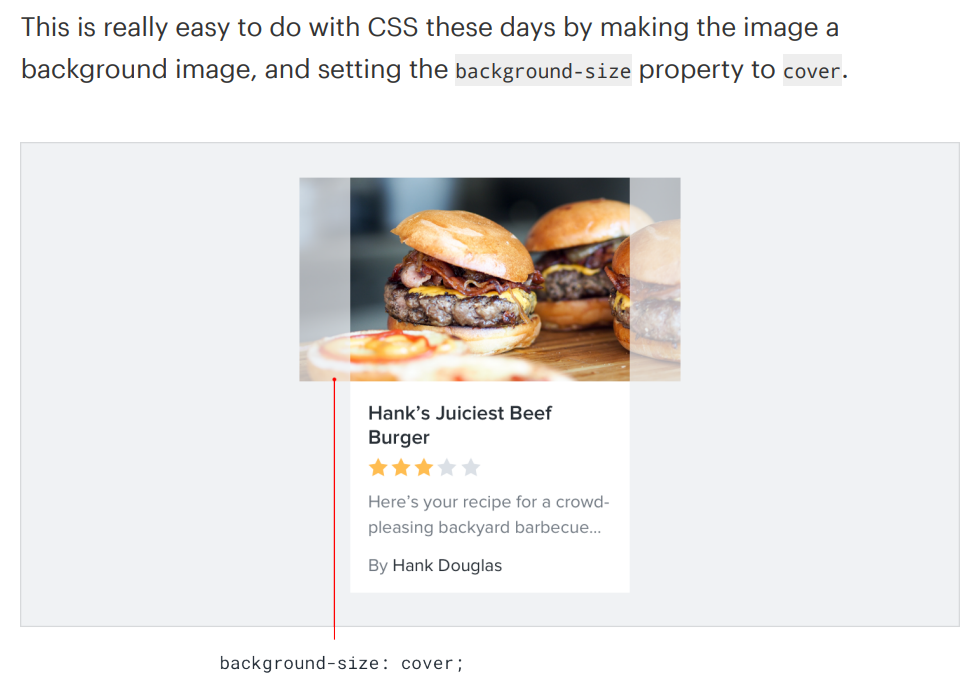 This is really easy to do with CSS these days by making the image a
background image, and setting the background-size property to cover.
Hank’s Juiciest Beef
Burger
Here’s your recipe for a crowd-
pleasing backyard barbecue...
By Hank Douglas
background-size: cover;